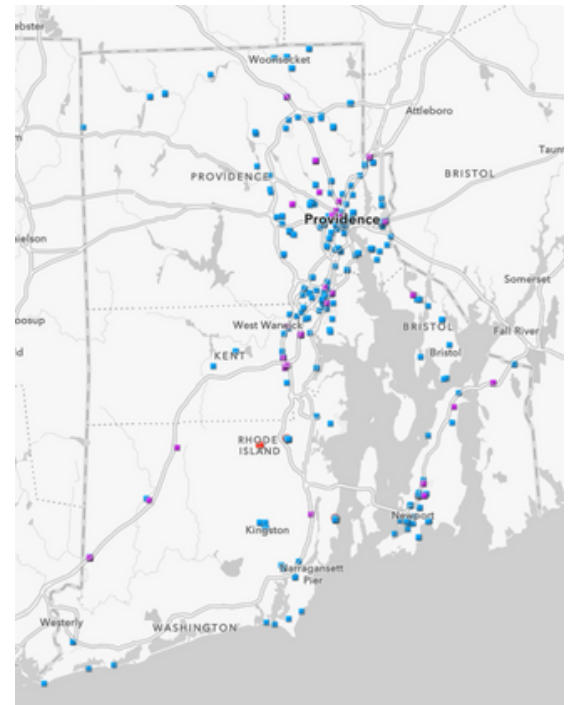 Woonsocket
Attleboro
PROVIDENCE
BRISTOL
Providence
Somerset
West Warwick
BRISTOL
Fall River
KENT
Bristol
RHODE
ISLAND
Newport
Kingston
Narragansett
Pier
Westerly
WASHINGTON